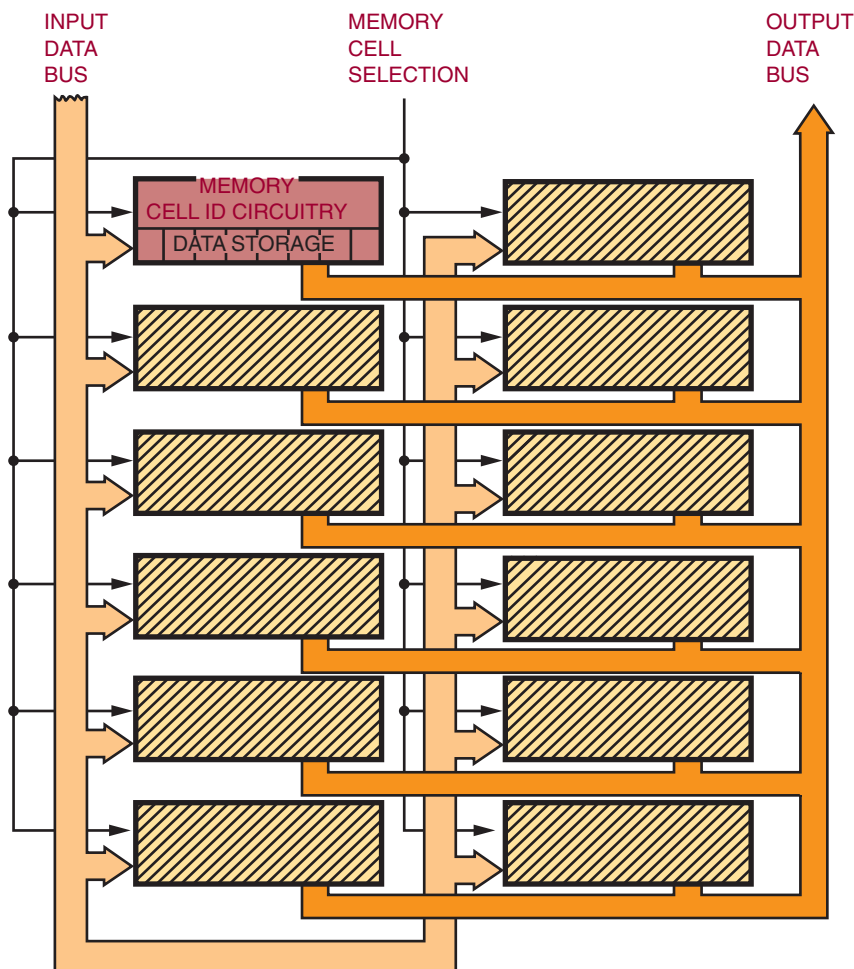 INPUT
DATA
BUS
MEMORY
CELL
SELECTION
OUTPUT
DATA
BUS
MEMORY
CELL ID CIRCUITRY
DATA STORAGE